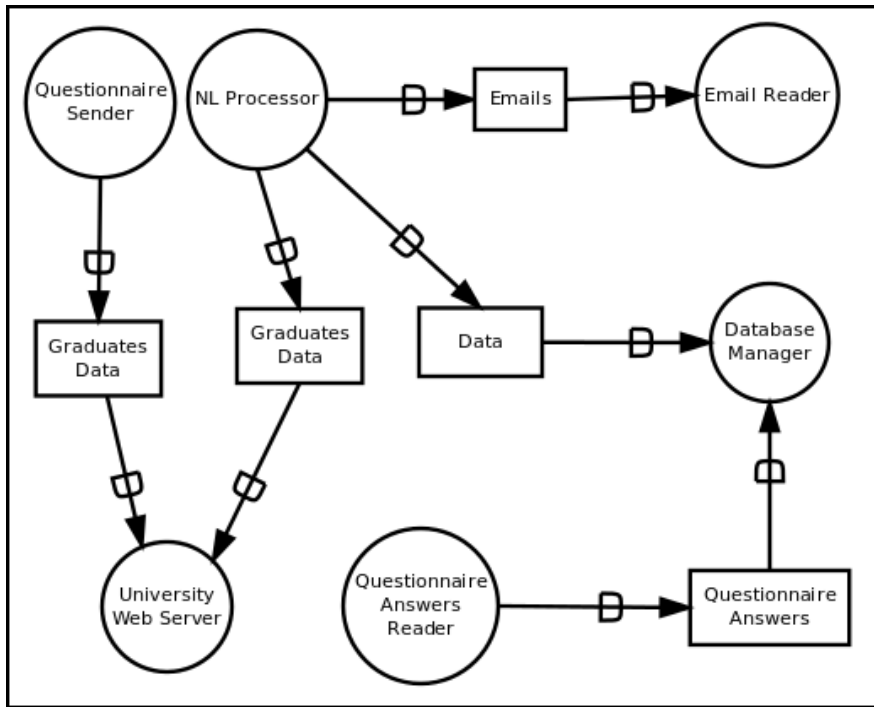 Questionnaire
Sender
NL Processor
Emails
Email Reader
Graduates
Data
Graduates
Data
Data
Database
Manager
University
Web Server
Questionnaire
Answers
Reader
Questionnaire
Answers